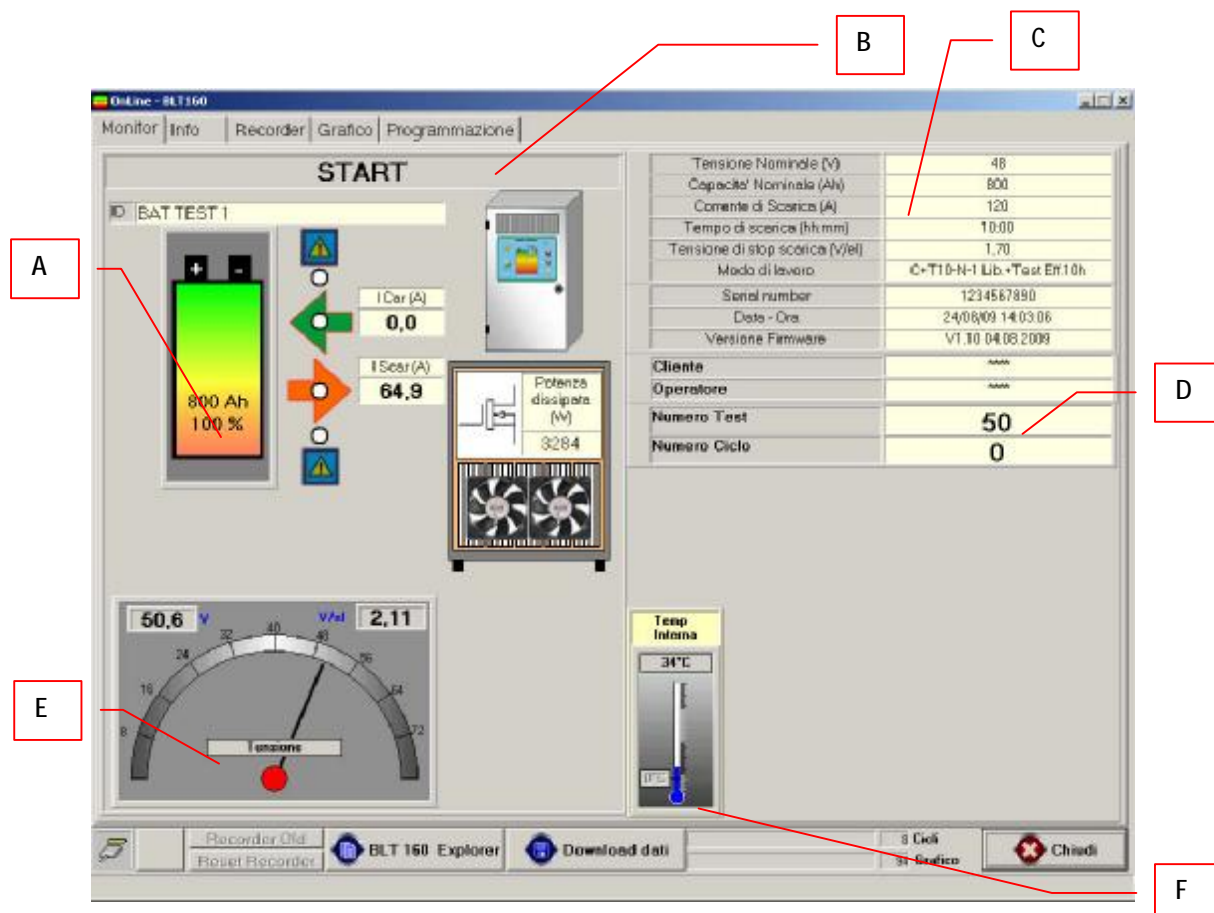 B
C
OnLine - BLT160
Monitor Info Recorder Grafico Programmazione
START
ID BAT TEST 1
A
+ -
800 Ah
100 %
I Car (A)
0,0
I Scar (A)
64,9
Potenza
dissipata
(W)
3284
Tensione Nominale (V) 48
Capacita' Nominale (Ah) 800
Corrente di Scarica (A) 120
Tempo di scarica (hh:mm) 10:00
Tensione di stop scarica (V/el) 1,70
Modo di lavoro C+T10-N-1 Lib.+Test Eff.10h
Serial number 1234567890
Data - Ora 24/08/09 14:03:06
Versione Firmware V1.10 04.08.2009
Cliente ^^^^
Operatore ^^^^
Numero Test 50
Numero Ciclo 0
D
50,6 V V/el 2,11
8 16 24 32 40 48 56 64 72
Tensione
E
Temp
Interna
34°C
0°C
Recorder Old
Reset Recorder
BLT 160 Explorer
Download dati
8 Cicli
Grafico
Chiudi
F